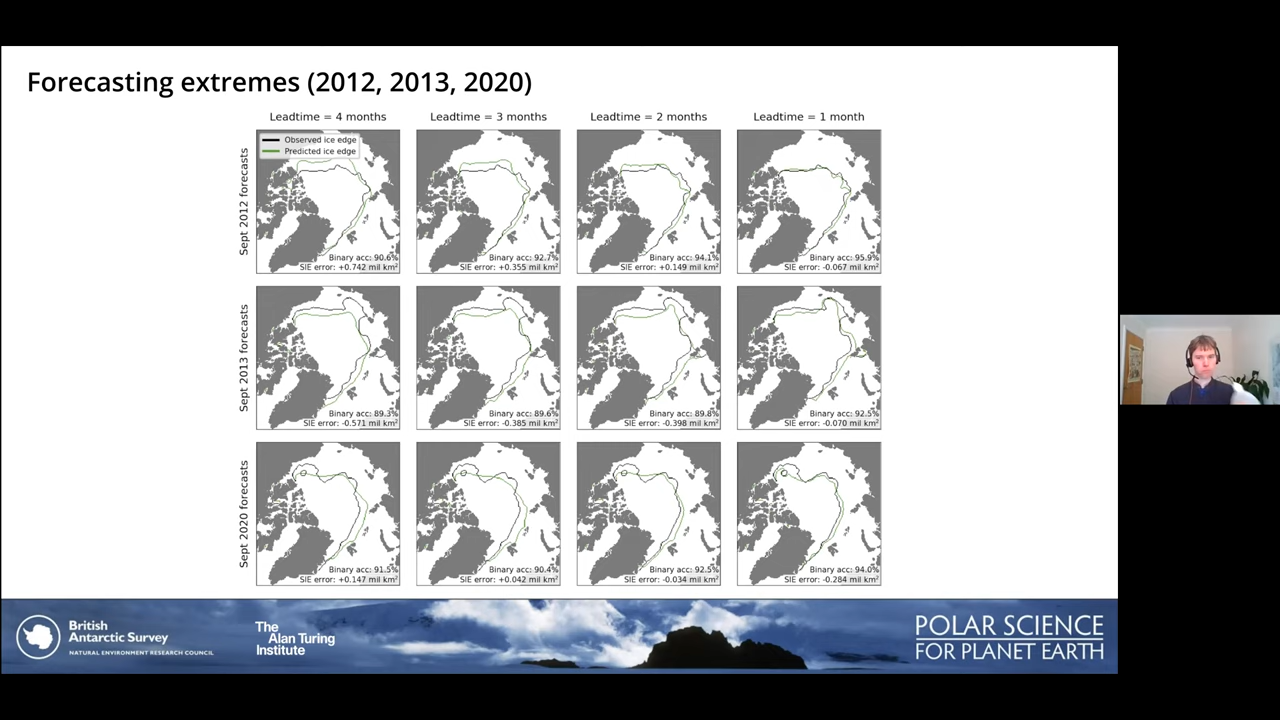 Forecasting extremes (2012, 2013, 2020)
Leadtime = 4 months
Leadtime = 3 months
Leadtime = 2 months
Leadtime = 1 month
Observed ice edge
Predicted ice edge
Sept 2012 forecasts
Binary acc: 90.6%
SIE error: +0.742 mil km²
Binary acc: 92.7%
SIE error: +0.355 mil km²
Binary acc: 94.1%
SIE error: +0.149 mil km²
Binary acc: 95.9%
SIE error: -0.067 mil km²
Sept 2013 forecasts
Binary acc: 89.3%
SIE error: -0.571 mil km²
Binary acc: 89.6%
SIE error: -0.385 mil km²
Binary acc: 89.8%
SIE error: -0.398 mil km²
Binary acc: 92.5%
SIE error: -0.070 mil km²
Sept 2020 forecasts
Binary acc: 91.5%
SIE error: +0.147 mil km²
Binary acc: 90.4%
SIE error: +0.042 mil km²
Binary acc: 92.5%
SIE error: -0.034 mil km²
Binary acc: 94.0%
SIE error: -0.284 mil km²
British
Antarctic Survey
NATURAL ENVIRONMENT RESEARCH COUNCIL
The
Alan Turing
Institute
POLAR SCIENCE
FOR PLANET EARTH